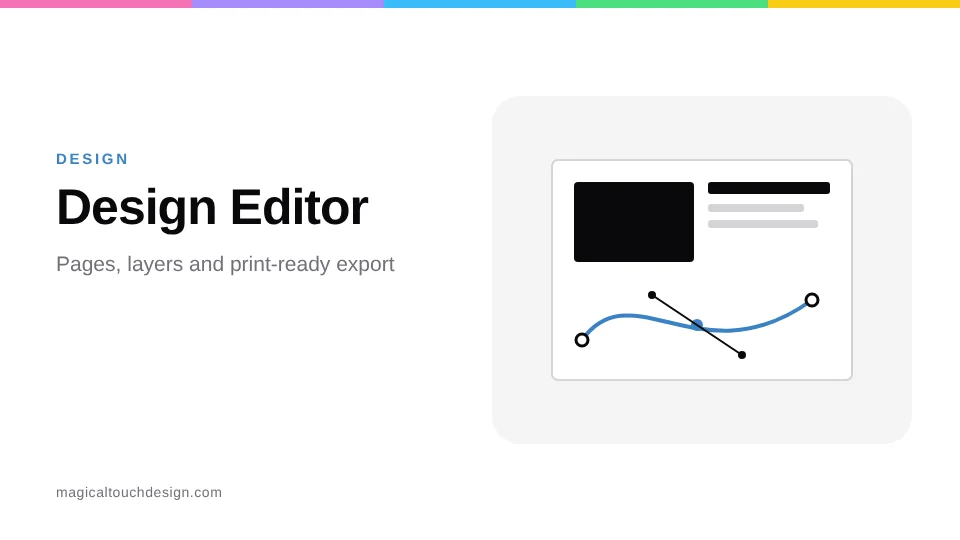 DESIGN
Design Editor
Pages, layers and print-ready export
magicaltouchdesign.com